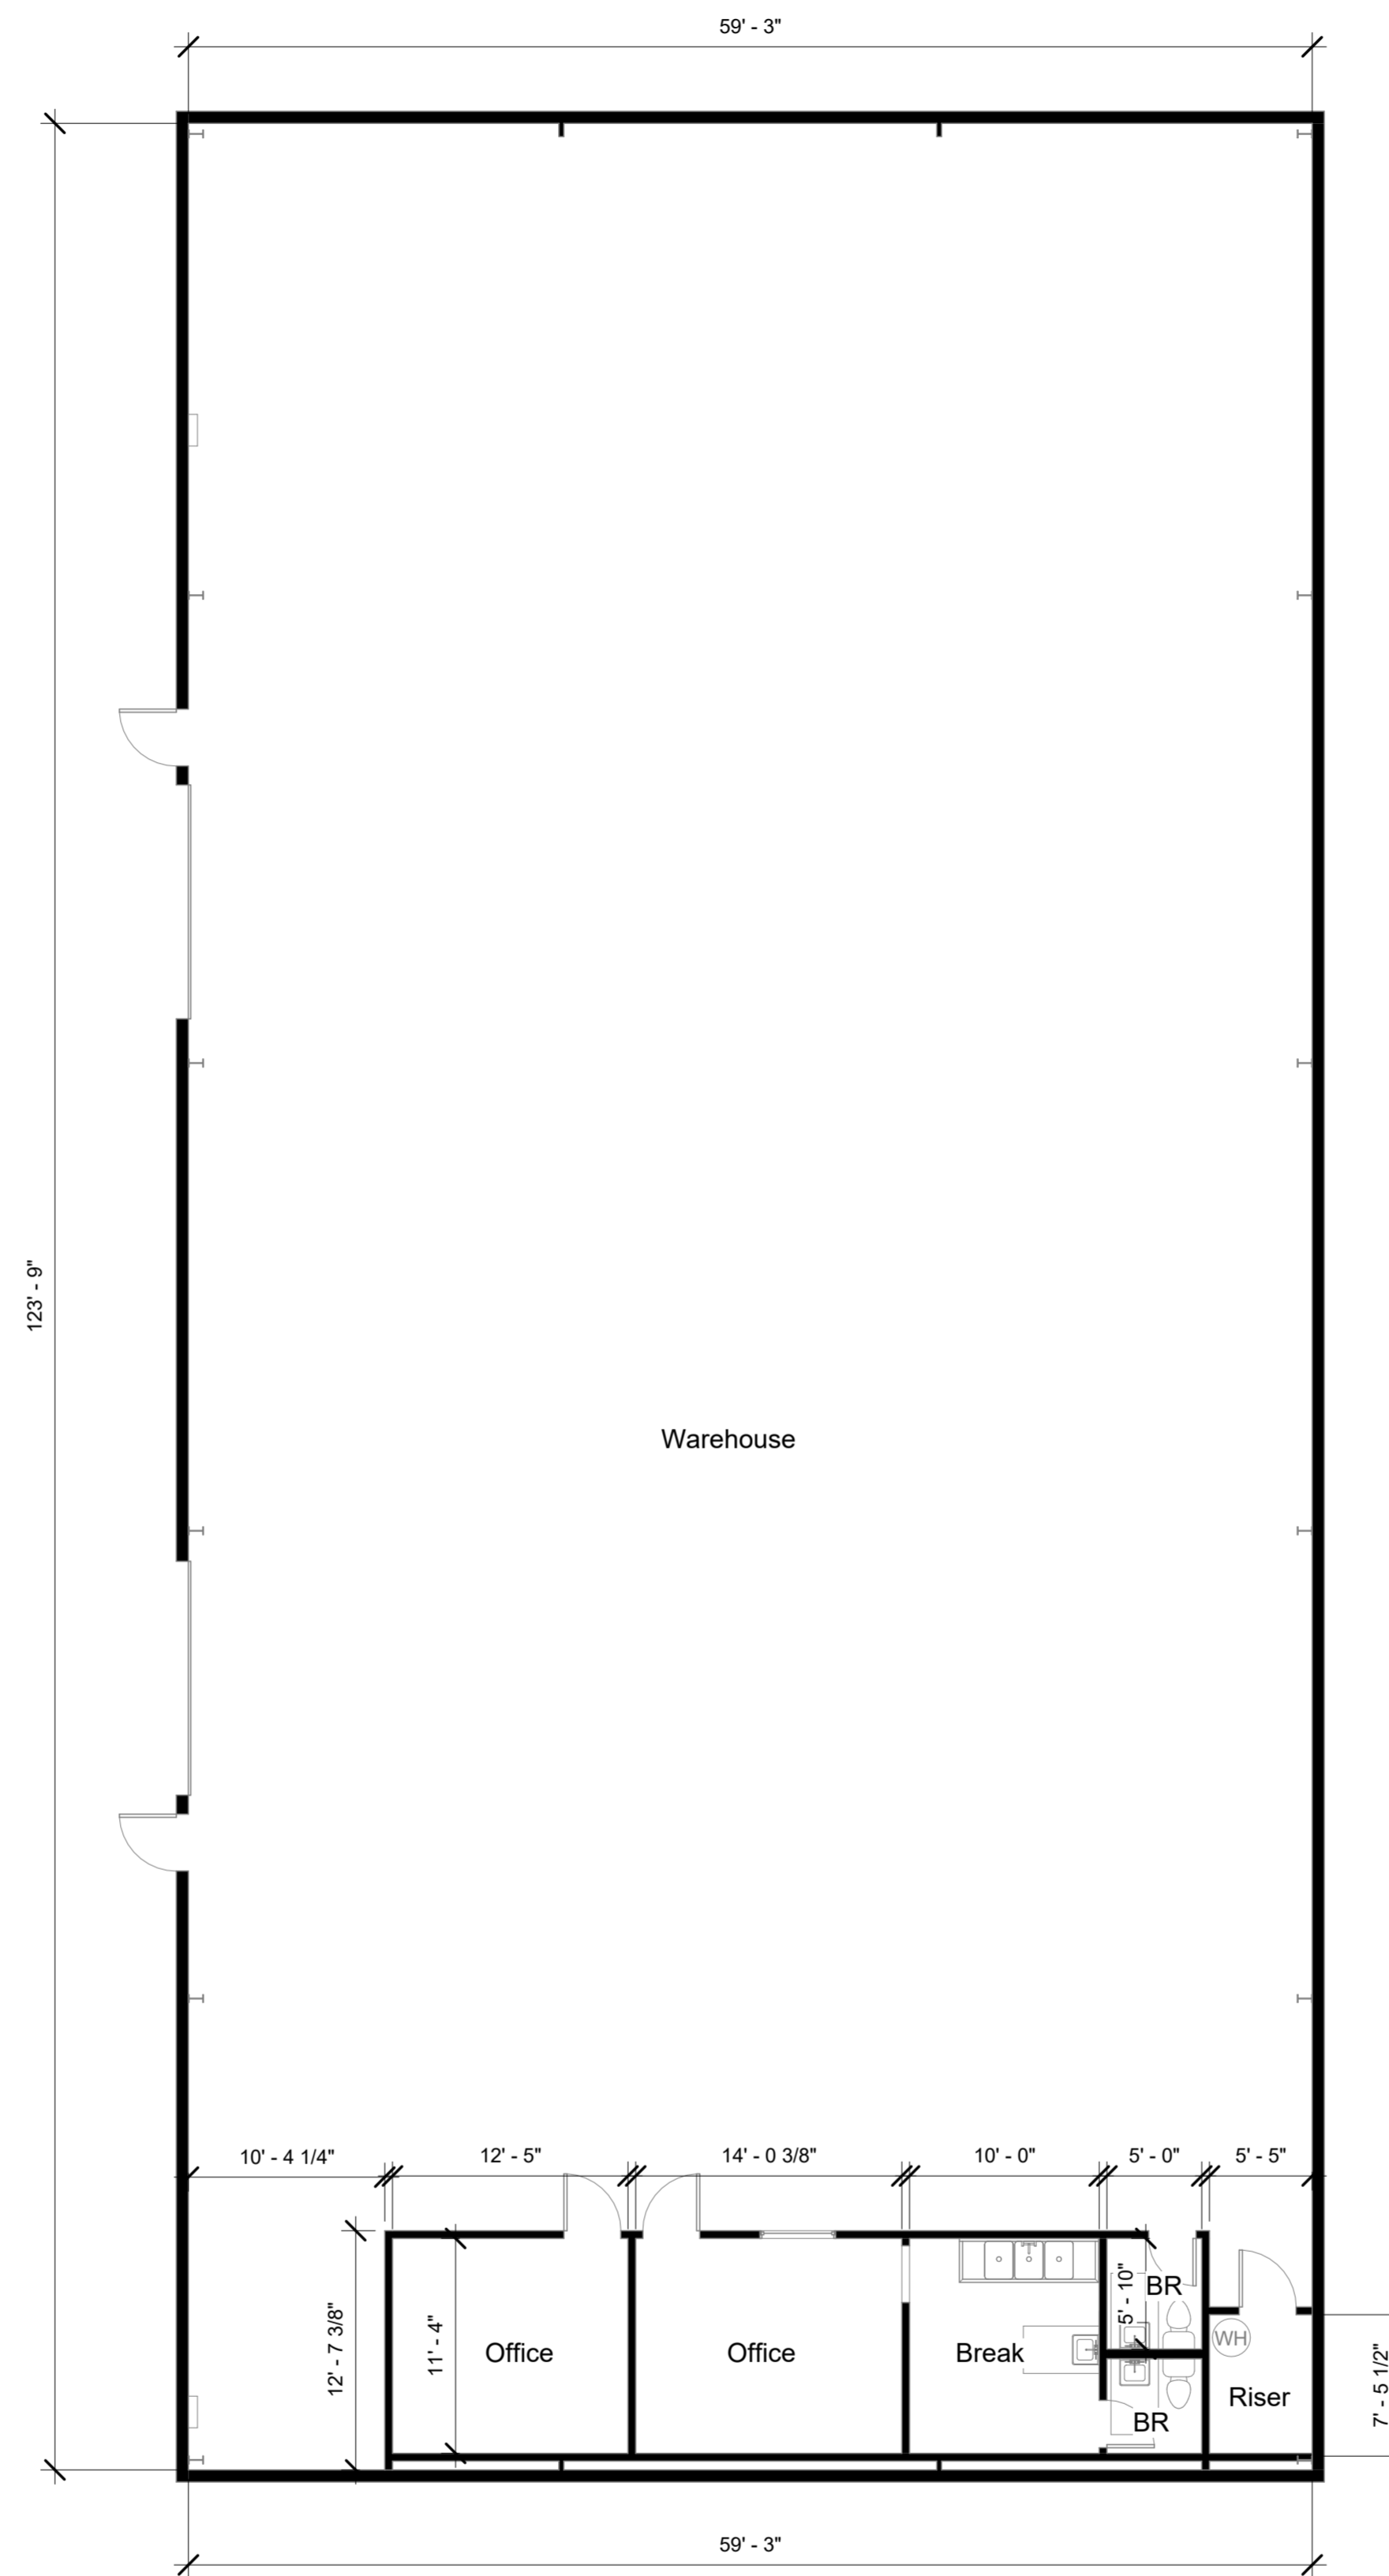 59' - 3"
123' - 9"
Warehouse
10' - 4 1/4"
12' - 5"
14' - 0 3/8"
10' - 0"
5' - 0"
5' - 5"
12' - 7 3/8"
11' - 4"
5' - 10"
BR
WH
7' - 5 1/2"
Office
Office
Break
Riser
BR
59' - 3"